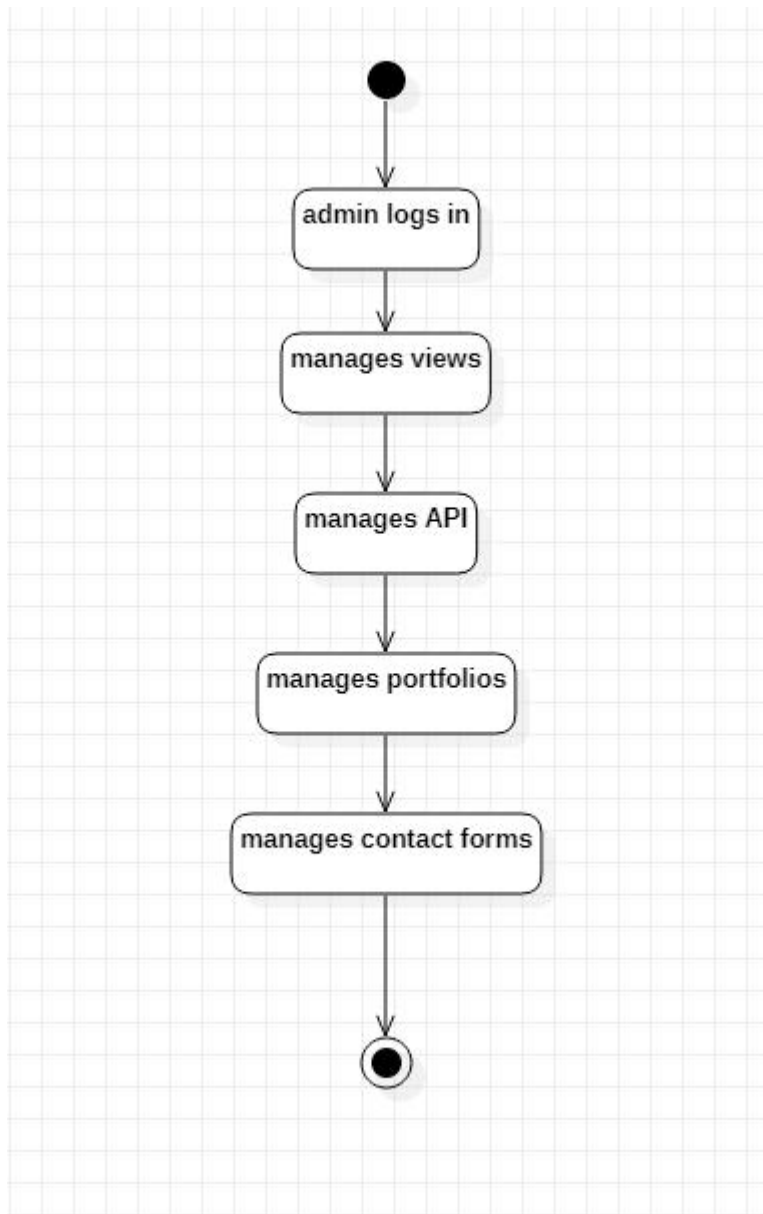 admin logs in
manages views
manages API
manages portfolios
manages contact forms